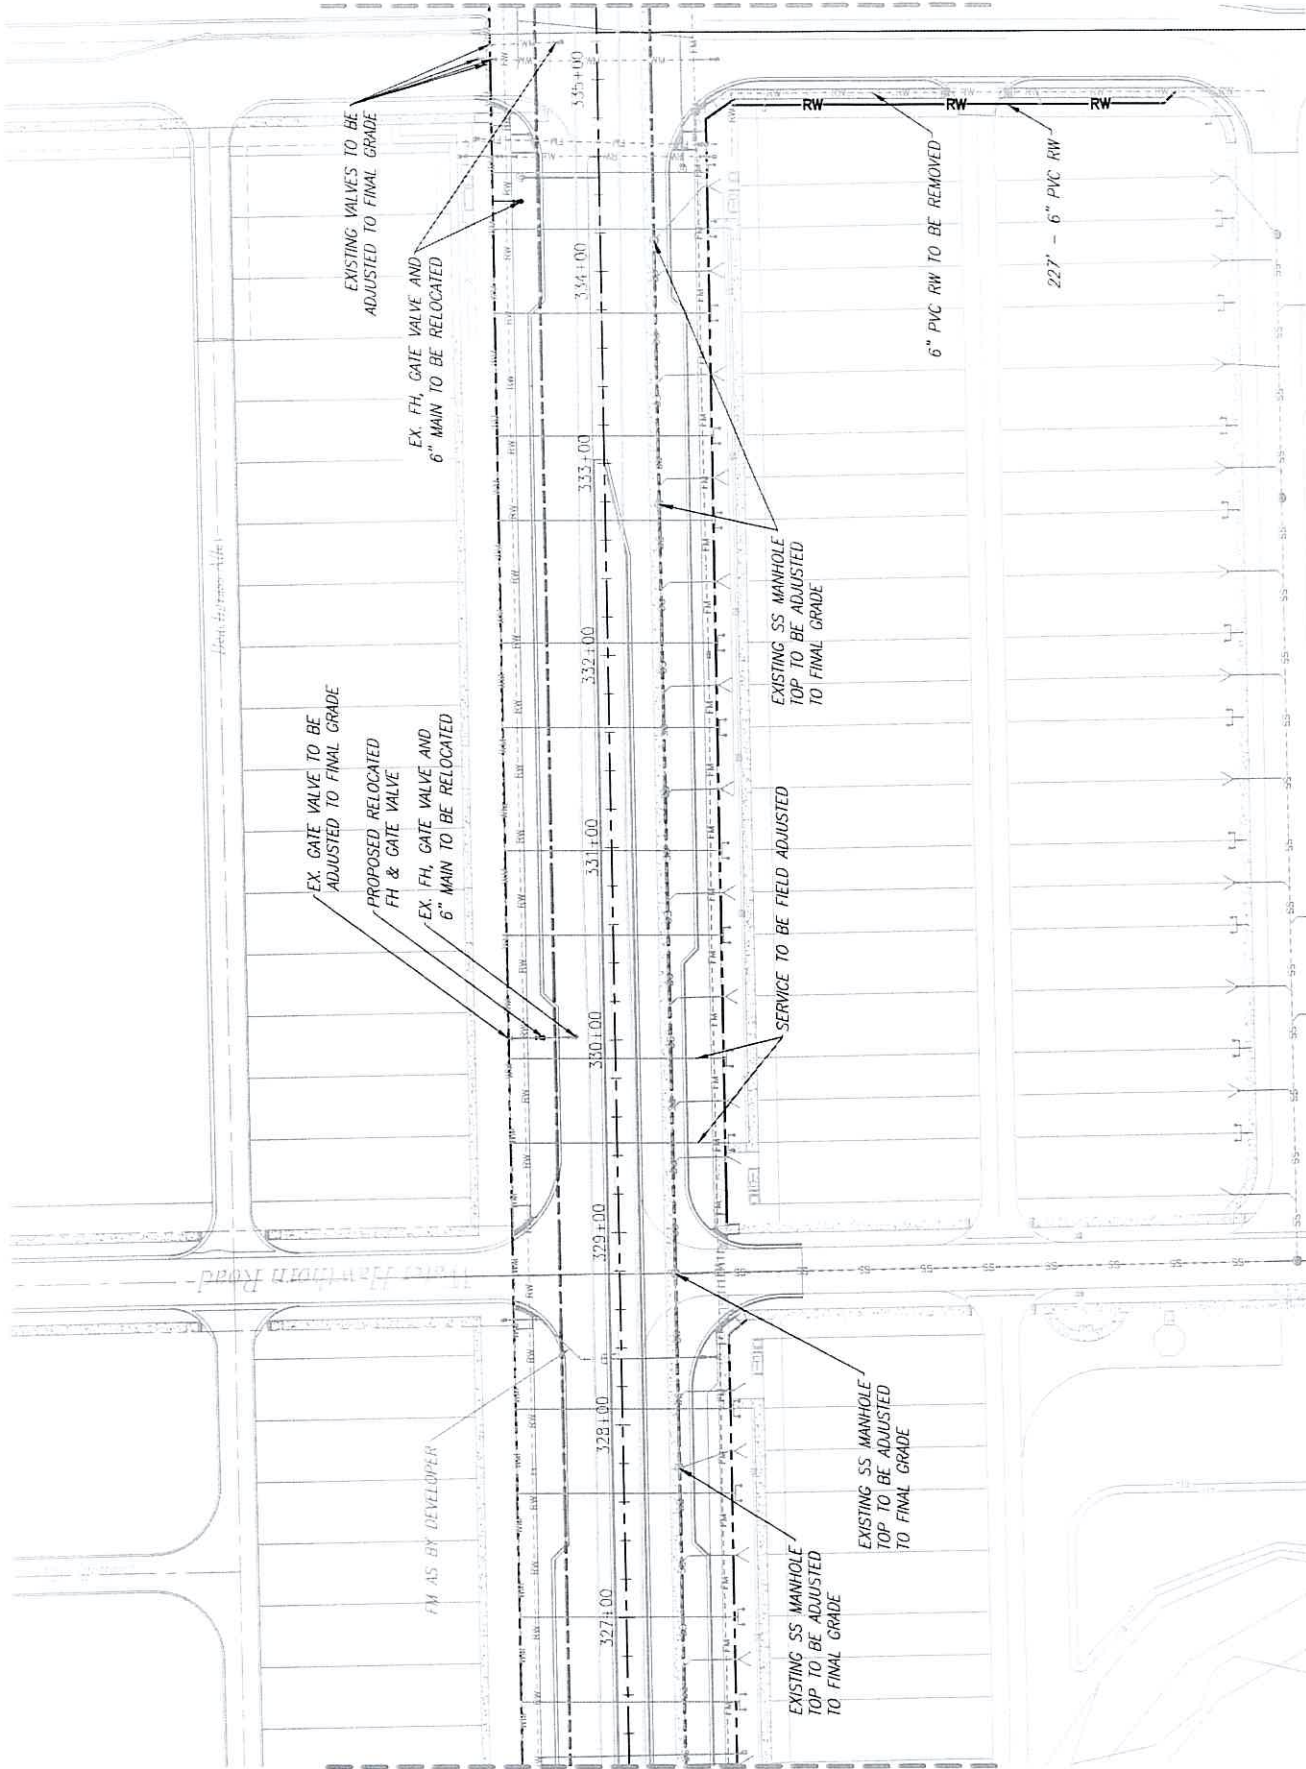 EXISTING VALVES TO BE
ADJUSTED TO FINAL GRADE
EX. FH, GATE VALVE AND
6" MAIN TO BE RELOCATED
EX. GATE VALVE TO BE
ADJUSTED TO FINAL GRADE
PROPOSED RELOCATED
FH & GATE VALVE
EX. FH, GATE VALVE AND
6" MAIN TO BE RELOCATED
FM AS BY DEVELOPER
Road
327+00
328+00
329+00
330+00
331+00
332+00
333+00
334+00
335+00
RW
RW
RW
6" PVC RW TO BE REMOVED
227' - 6" PVC RW
EXISTING SS MANHOLE
TOP TO BE ADJUSTED
TO FINAL GRADE
SERVICE TO BE FIELD ADJUSTED
EXISTING SS MANHOLE
TOP TO BE ADJUSTED
TO FINAL GRADE
EXISTING SS MANHOLE
TOP TO BE ADJUSTED
TO FINAL GRADE